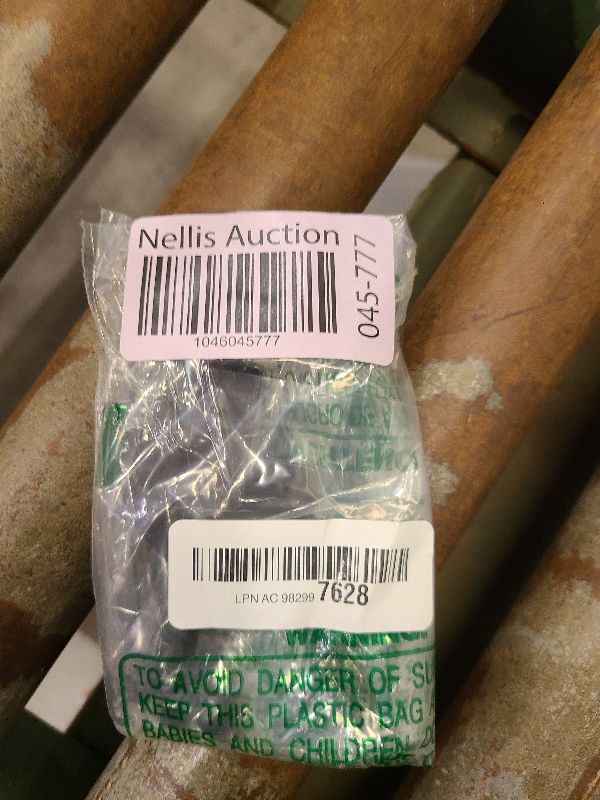 Nellis Auction
1046045777
045-777
LPN AC 98299 7628
WARNING!
TO AVOID DANGER OF
KEEP THIS PLASTIC BAG
BABIES AND CHILDREN